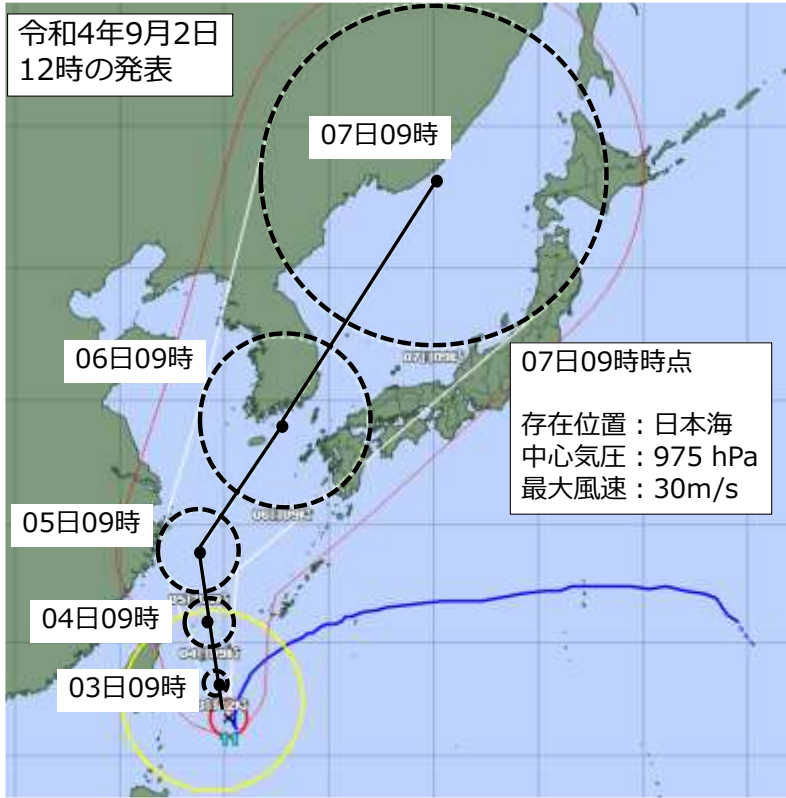 令和4年9月2日
12時の発表
07日09時
06日09時
07日09時時点
存在位置：日本海
中心気圧：975 hPa
最大風速：30m/s
05日09時
04日09時
03日09時
11